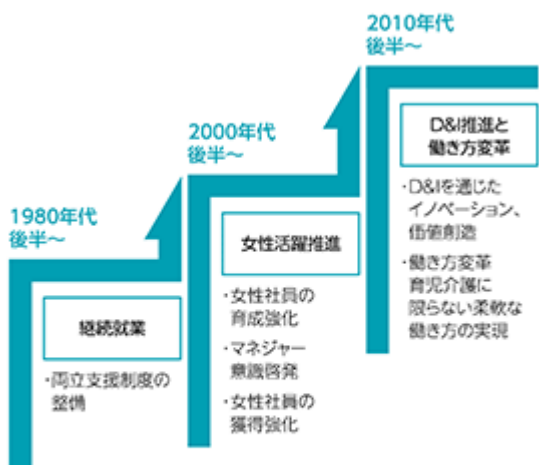 1980年代
後半～
継続就業
・両立支援制度の
整備
2000年代
後半～
女性活躍推進
・女性社員の
育成強化
・マネジャー
意識啓発
・女性社員の
獲得強化
2010年代
後半～
D&I推進と
働き方変革
・D&Iを通じた
イノベーション、
価値創造
・働き方変革
育児介護に
限らない柔軟な
働き方の実現